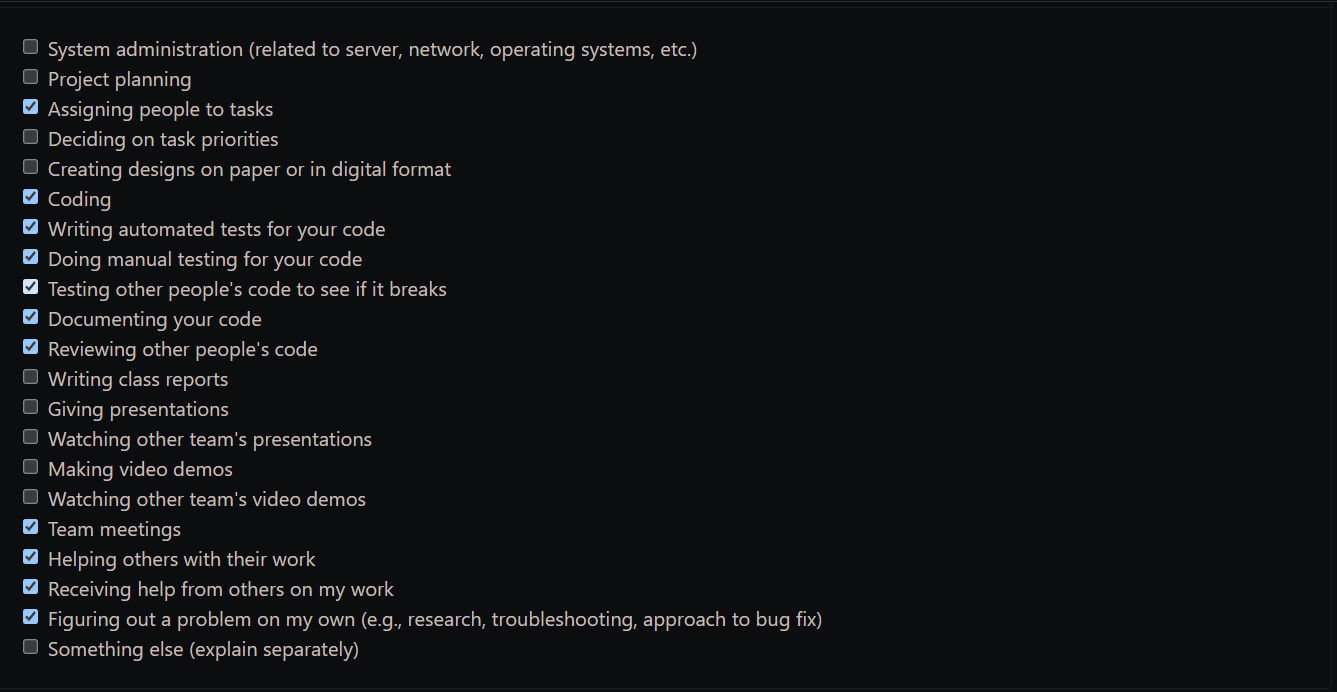 System administration (related to server, network, operating systems, etc.)
Project planning
Assigning people to tasks
Deciding on task priorities
Creating designs on paper or in digital format
Coding
Writing automated tests for your code
Doing manual testing for your code
Testing other people's code to see if it breaks
Documenting your code
Reviewing other people's code
Writing class reports
Giving presentations
Watching other team's presentations
Making video demos
Watching other team's video demos
Team meetings
Helping others with their work
Receiving help from others on my work
Figuring out a problem on my own (e.g., research, troubleshooting, approach to bug fix)
Something else (explain separately)